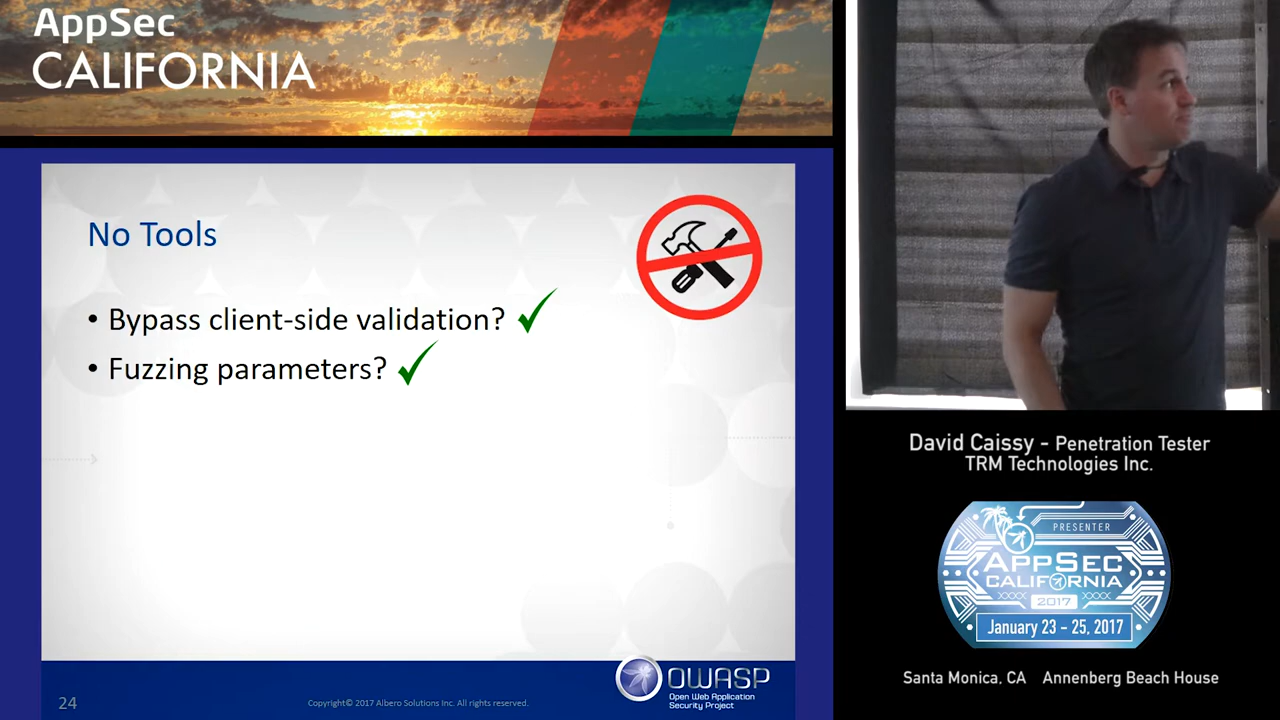 AppSec
CALIFORNIA
No Tools
• Bypass client-side validation?
• Fuzzing parameters?
24
Copyright© 2017 Albero Solutions Inc. All rights reserved.
OWASP
Open Web Application
Security Project
David Caissy - Penetration Tester
TRM Technologies Inc.
PRESENTER
APPSEC
CALIFORNIA
2017
January 23 - 25, 2017
Santa Monica, CA Annenberg Beach House